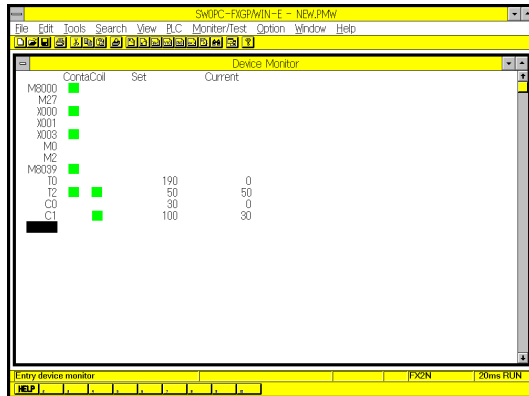 SW0PC-FXGP/WIN-E - NEW.PMW
File Edit Tools Search View PLC Moniter/Test Option Window Help
Device Monitor
ContaCoil Set Current
M8000
M27
X000
X001
X003
M0
M2
M8039
T0 190 0
T2 50 50
C0 30 0
C1 100 30
Entry device monitor FX2N 20ms RUN
HELP